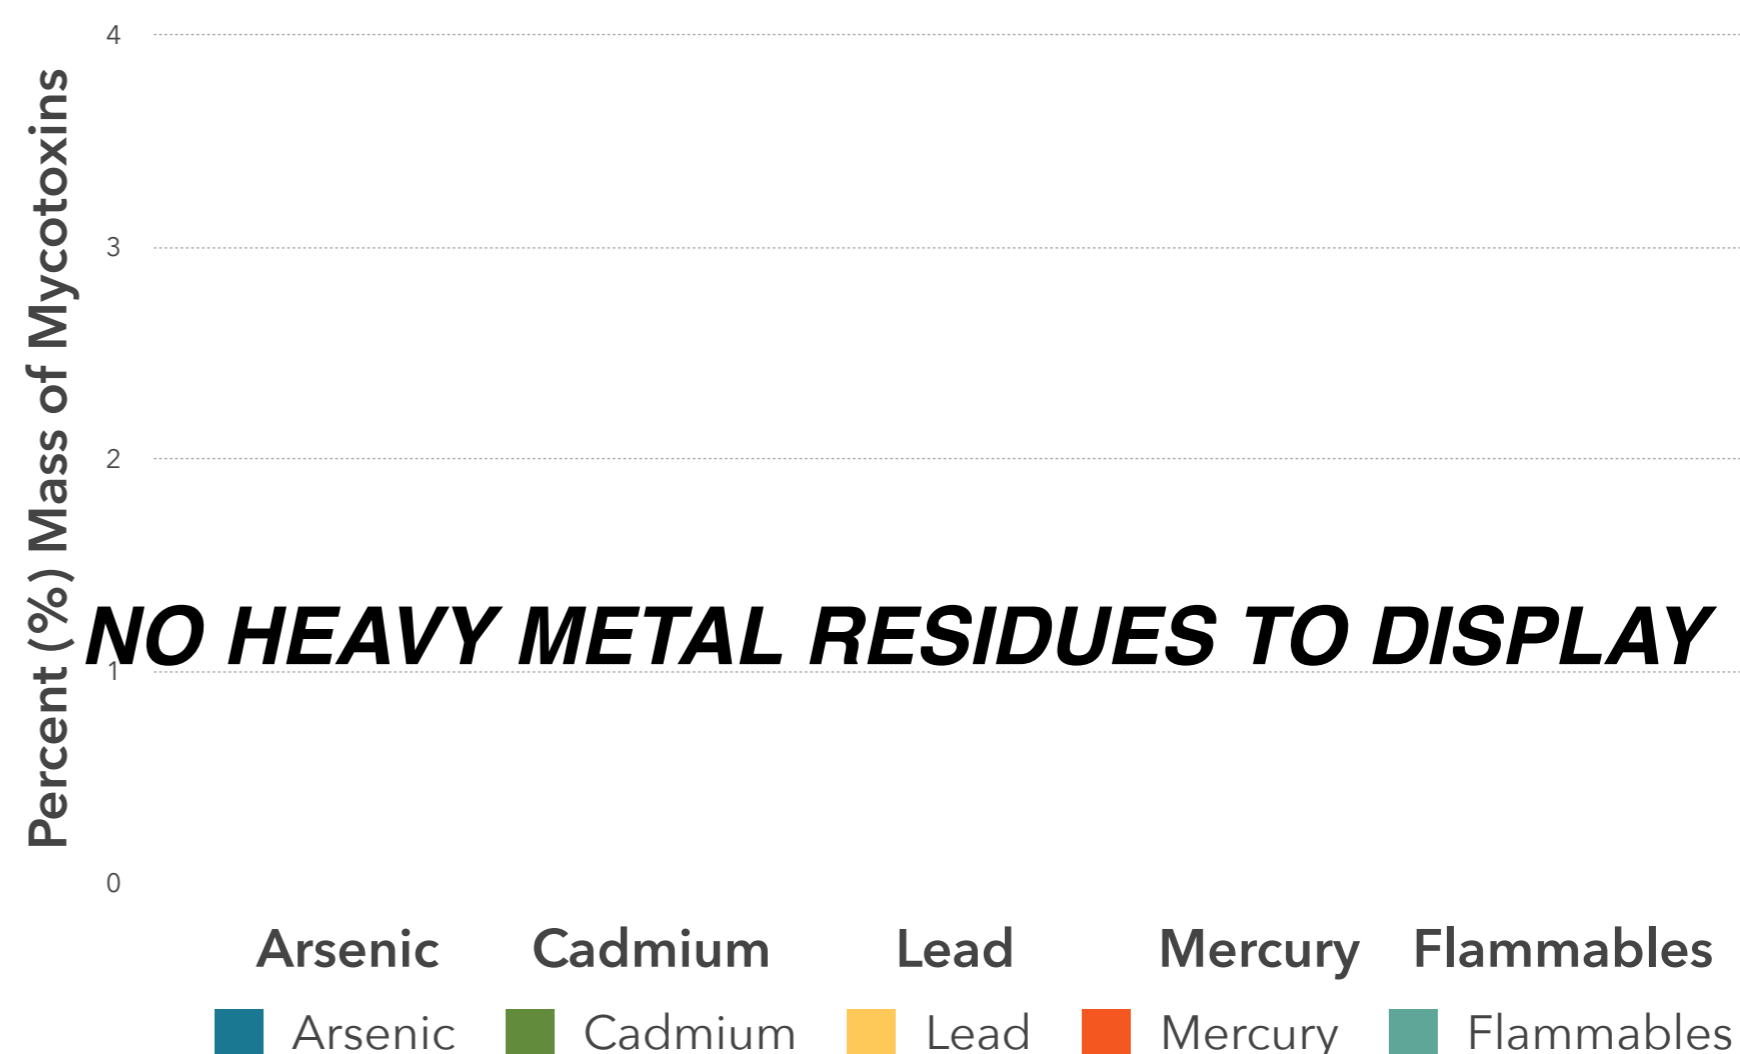 Percent (%) Mass of Mycotoxins
4
3
2
NO HEAVY METAL RESIDUES TO DISPLAY
1
0
Arsenic Cadmium Lead Mercury Flammables
Arsenic Cadmium Lead Mercury Flammables